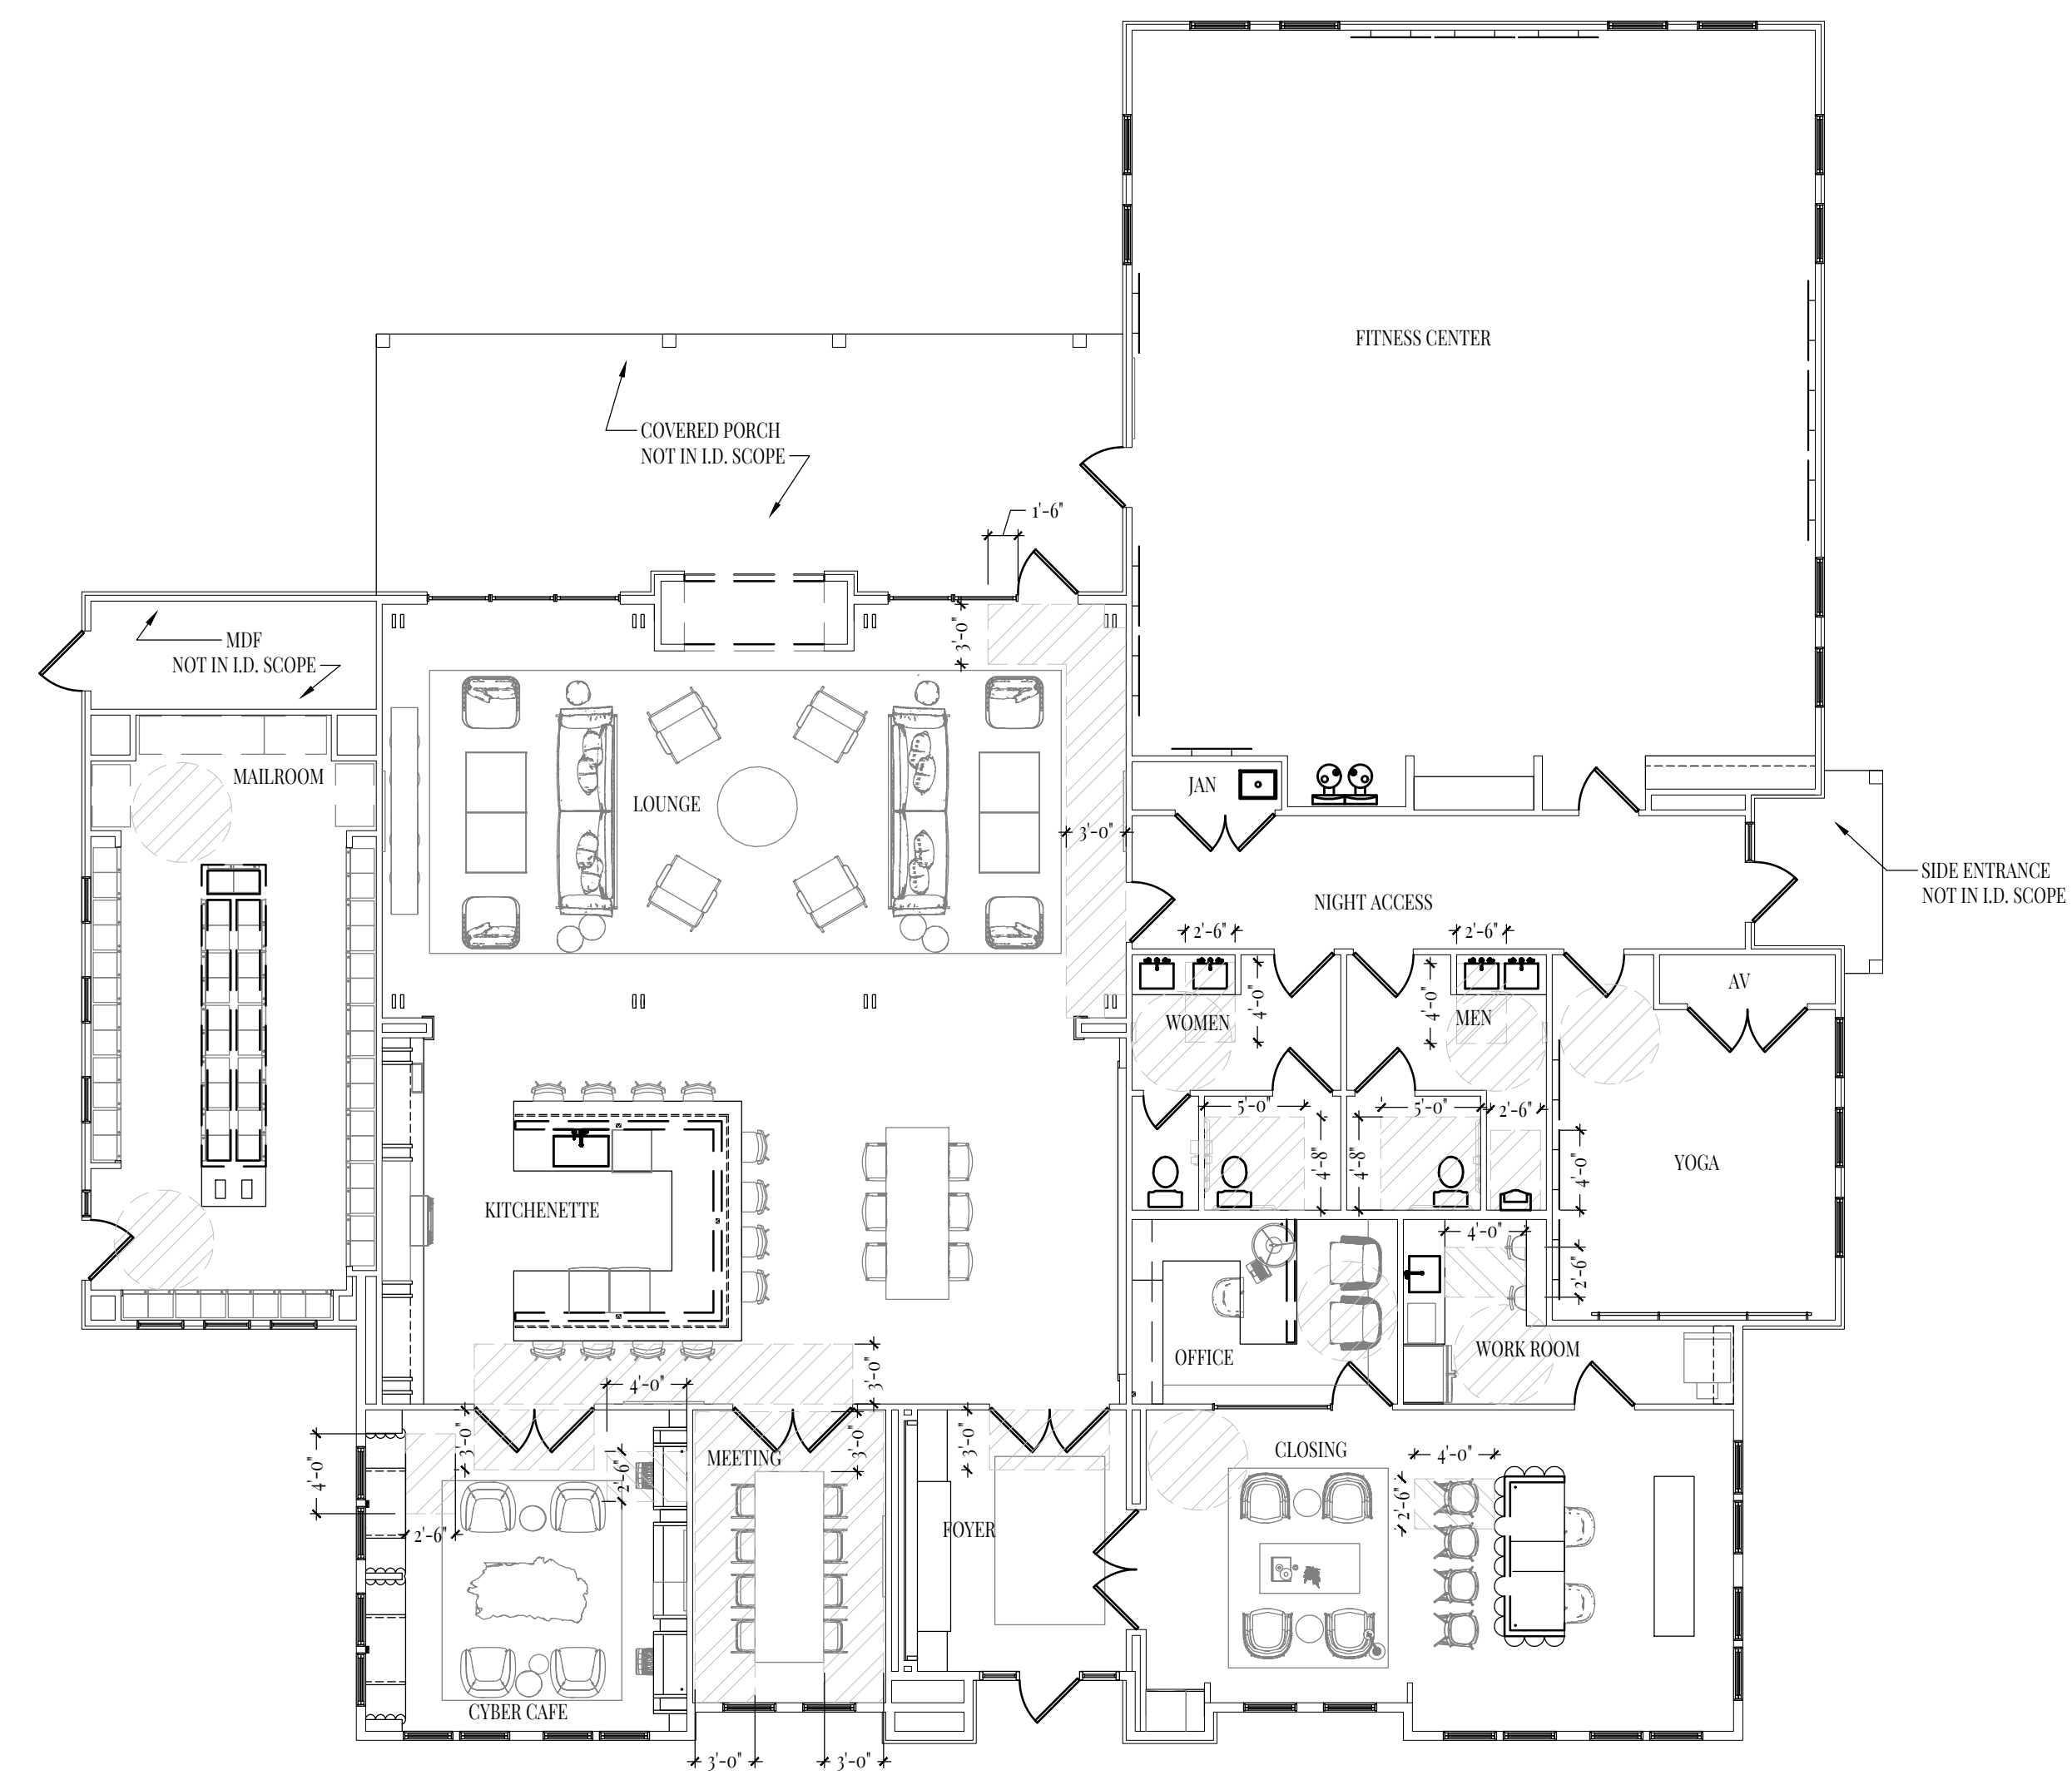 FITNESS CENTER
COVERED PORCH
NOT IN I.D. SCOPE
1'-6"
3'-0"
MDF
NOT IN I.D. SCOPE
MAILROOM
LOUNGE
3'-0"
JAN
SIDE ENTRANCE
NOT IN I.D. SCOPE
NIGHT ACCESS
2'-6"
2'-6"
4'-0"
4'-0"
AV
WOMEN
MEN
5'-0"
5'-0"
2'-6"
4'-8"
4'-8"
4'-0"
YOGA
KITCHENETTE
4'-0"
2'-6"
OFFICE
WORK ROOM
3'-0"
4'-0"
3'-0"
3'-0"
3'-0"
MEETING
CLOSING
4'-0"
4'-0"
2'-6"
2'-6"
2'-6"
FOYER
CYBER CAFE
3'-0"
3'-0"